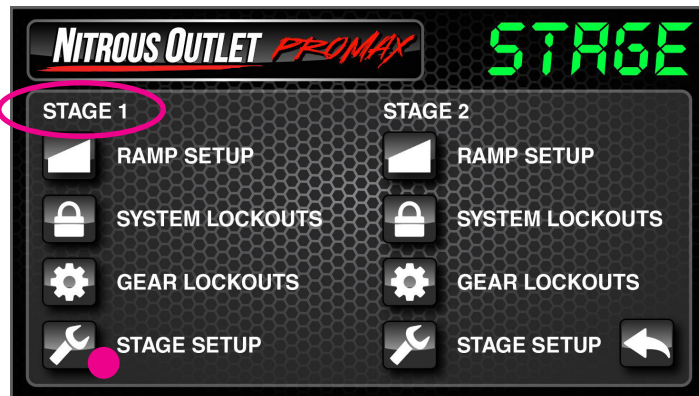 NITROUS OUTLET PROMAX
STAGE
STAGE 1
RAMP SETUP
SYSTEM LOCKOUTS
GEAR LOCKOUTS
STAGE SETUP
STAGE 2
RAMP SETUP
SYSTEM LOCKOUTS
GEAR LOCKOUTS
STAGE SETUP